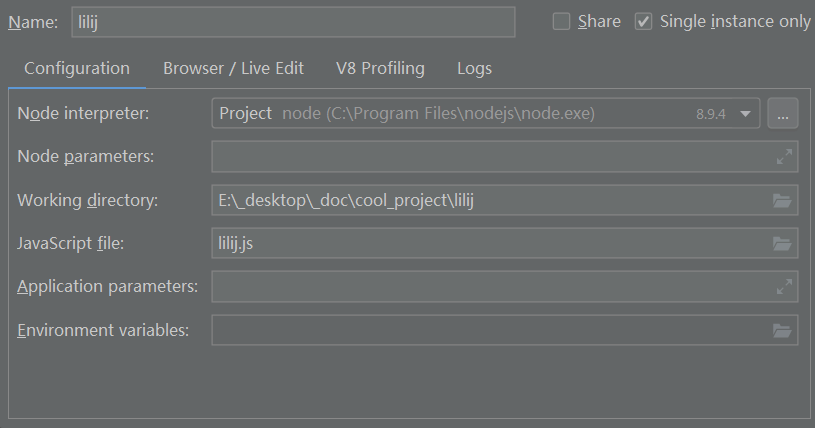 Name: lilij Share Single instance only
Configuration Browser / Live Edit V8 Profiling Logs
Node interpreter: Project node (C:\Program Files\nodejs\node.exe) 8.9.4 ...
Node parameters:
Working directory: E:\_desktop\_doc\cool_project\lilij
JavaScript file: lilij.js
Application parameters:
Environment variables: